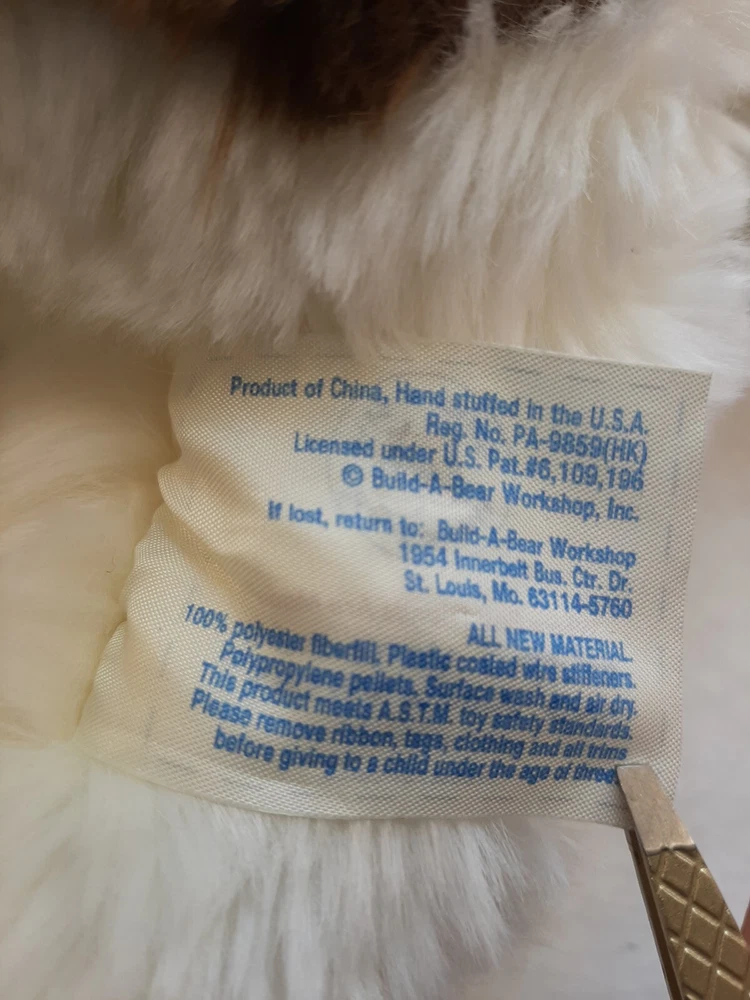 Product of China, Hand stuffed in the U.S.A.
Reg. No. PA-9859(HK)
Licensed under U.S. Pat.#6,109,196
© Build-A-Bear Workshop, Inc.
If lost, return to: Build-A-Bear Workshop
1954 Innerbelt Bus. Ctr. Dr.
St. Louis, Mo. 63114-5760
ALL NEW MATERIAL.
100% polyester fiberfill. Plastic coated wire stiffeners.
Polypropylene pellets. Surface wash and air dry.
This product meets A.S.T.M. toy safety standards.
Please remove ribbon, tags, clothing and all trims
before giving to a child under the age of three.